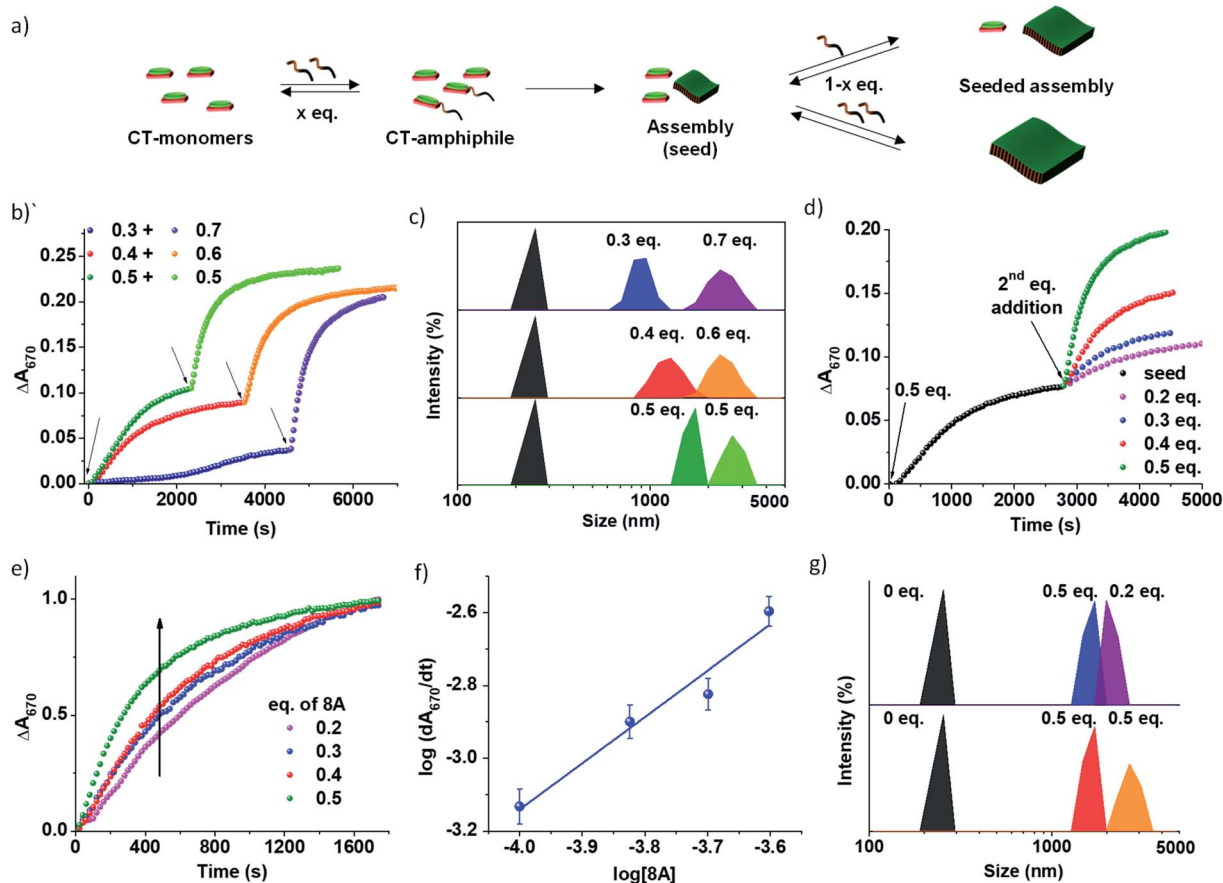 a)
x eq.
CT-monomers
CT-amphiphile
Assembly
(seed)
1-x eq.
Seeded assembly
b)`
0.3 + 0.7
0.4 + 0.6
0.5 + 0.5
0.25
0.20
0.15
0.10
0.05
0.00
ΔA670
0 2000 4000 6000
Time (s)
c)
0.3 eq. 0.7 eq.
0.4 eq. 0.6 eq.
0.5 eq. 0.5 eq.
Intensity (%)
100 1000 5000
Size (nm)
d)
0.20
0.15
0.10
0.05
0.00
ΔA670
2nd eq.
addition
0.5 eq.
seed
0.2 eq.
0.3 eq.
0.4 eq.
0.5 eq.
0 1000 2000 3000 4000 5000
Time (s)
e)
1.0
0.5
0.0
ΔA670
eq. of 8A
0.2
0.3
0.4
0.5
0 400 800 1200 1600
Time (s)
f)
-2.6
-2.8
-3.0
-3.2
log (dA670/dt)
-4.0 -3.9 -3.8 -3.7 -3.6
log[8A]
g)
0 eq. 0.5 eq. 0.2 eq.
0 eq. 0.5 eq. 0.5 eq.
Intensity (%)
100 1000 5000
Size (nm)